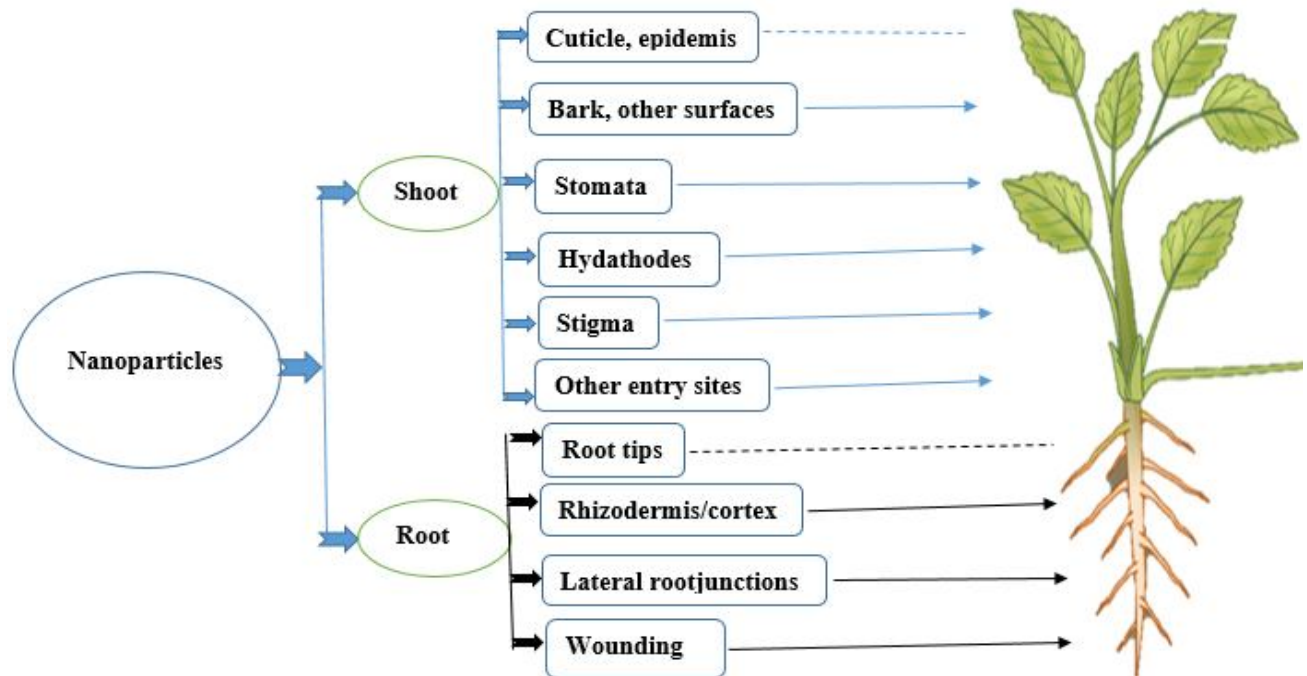 Nanoparticles
Shoot
Cuticle, epidemis
Bark, other surfaces
Stomata
Hydathodes
Stigma
Other entry sites
Root
Root tips
Rhizodermis/cortex
Lateral rootjunctions
Wounding